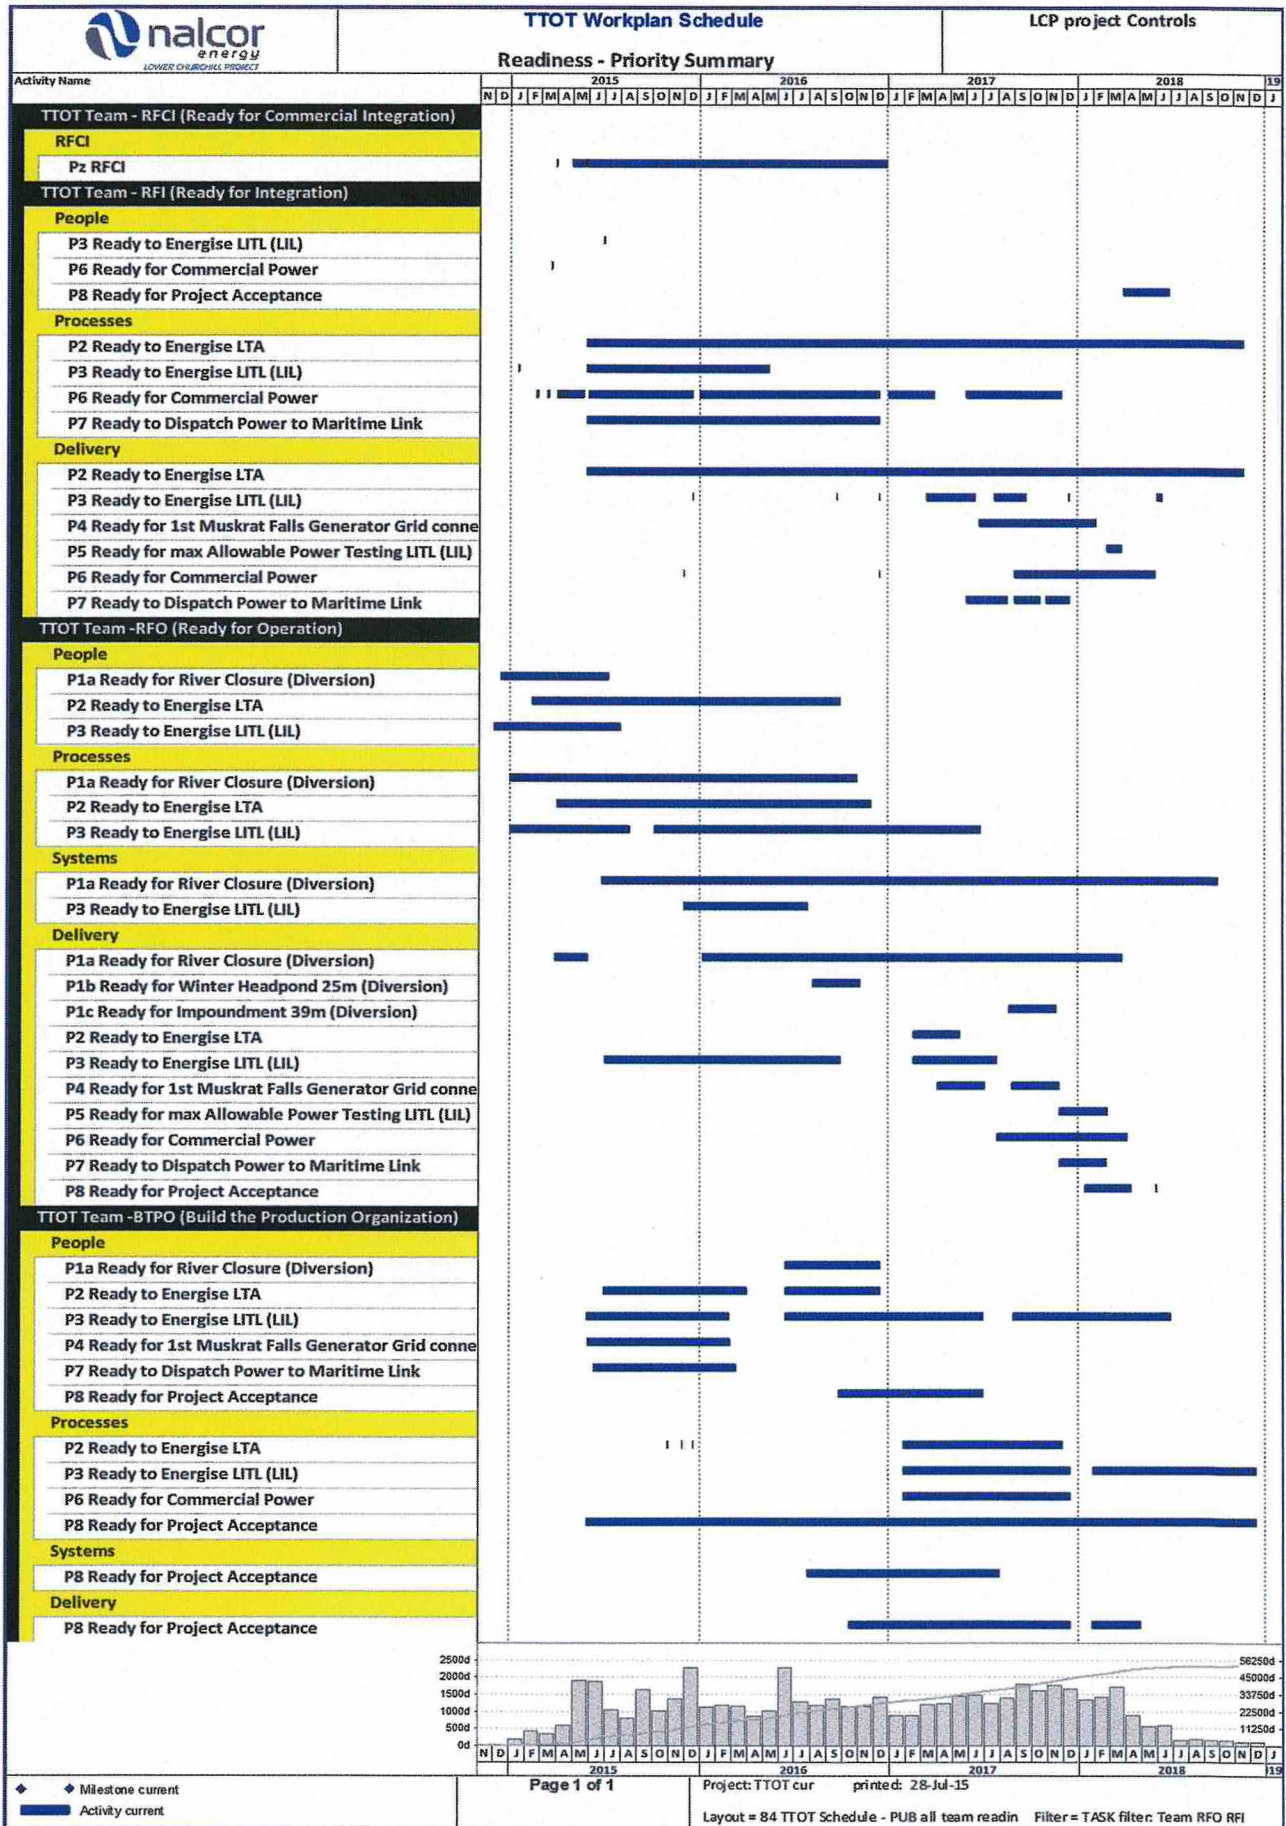 nalcor
energy
LOWER CHURCHILL PROJECT
TTOT Workplan Schedule
Readiness - Priority Summary
LCP project Controls
Activity Name
2015 2016 2017 2018 19
N D J F M A M J J A S O N D J F M A M J J A S O N D J F M A M J J A S O N D J F M A M J J A S O N D J
TTOT Team - RFCI (Ready for Commercial Integration)
RFCI
Pz RFCI
TTOT Team - RFI (Ready for Integration)
People
P3 Ready to Energise LITL (LIL)
P6 Ready for Commercial Power
P8 Ready for Project Acceptance
Processes
P2 Ready to Energise LTA
P3 Ready to Energise LITL (LIL)
P6 Ready for Commercial Power
P7 Ready to Dispatch Power to Maritime Link
Delivery
P2 Ready to Energise LTA
P3 Ready to Energise LITL (LIL)
P4 Ready for 1st Muskrat Falls Generator Grid conne
P5 Ready for max Allowable Power Testing LITL (LIL)
P6 Ready for Commercial Power
P7 Ready to Dispatch Power to Maritime Link
TTOT Team -RFO (Ready for Operation)
People
P1a Ready for River Closure (Diversion)
P2 Ready to Energise LTA
P3 Ready to Energise LITL (LIL)
Processes
P1a Ready for River Closure (Diversion)
P2 Ready to Energise LTA
P3 Ready to Energise LITL (LIL)
Systems
P1a Ready for River Closure (Diversion)
P3 Ready to Energise LITL (LIL)
Delivery
P1a Ready for River Closure (Diversion)
P1b Ready for Winter Headpond 25m (Diversion)
P1c Ready for Impoundment 39m (Diversion)
P2 Ready to Energise LTA
P3 Ready to Energise LITL (LIL)
P4 Ready for 1st Muskrat Falls Generator Grid conne
P5 Ready for max Allowable Power Testing LITL (LIL)
P6 Ready for Commercial Power
P7 Ready to Dispatch Power to Maritime Link
P8 Ready for Project Acceptance
TTOT Team -BTPO (Build the Production Organization)
People
P1a Ready for River Closure (Diversion)
P2 Ready to Energise LTA
P3 Ready to Energise LITL (LIL)
P4 Ready for 1st Muskrat Falls Generator Grid conne
P7 Ready to Dispatch Power to Maritime Link
P8 Ready for Project Acceptance
Processes
P2 Ready to Energise LTA
P3 Ready to Energise LITL (LIL)
P6 Ready for Commercial Power
P8 Ready for Project Acceptance
Systems
P8 Ready for Project Acceptance
Delivery
P8 Ready for Project Acceptance
2500d 56250d
2000d 45000d
1500d 33750d
1000d 22500d
500d 11250d
0d
N D J F M A M J J A S O N D J F M A M J J A S O N D J F M A M J J A S O N D J F M A M J J A S O N D J
2015 2016 2017 2018 19
Milestone current
Activity current
Page 1 of 1
Project: TTOT cur printed: 28-Jul-15
Layout = 84 TTOT Schedule - PUB all team readin Filter = TASK filter: Team RFO RFI